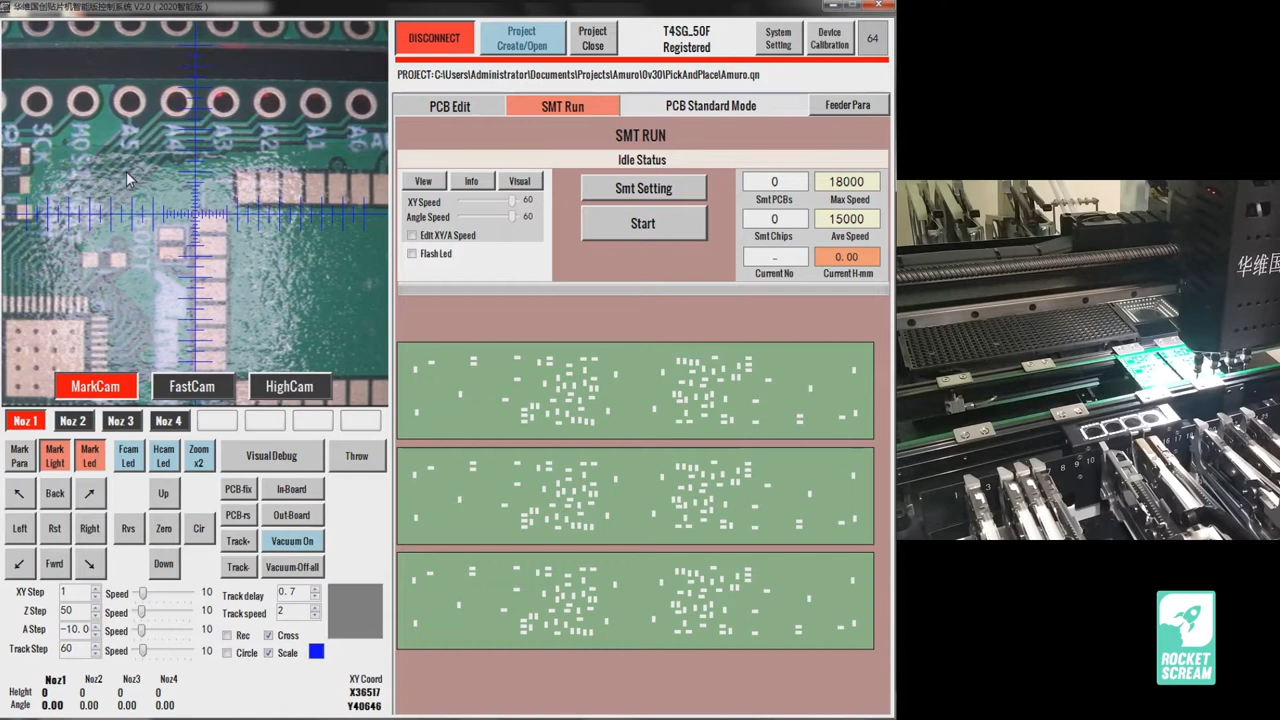 华维国创贴片机智能版控制系统 V2.0 ( 2020智能版 )
SCK
MOS
A5
A4
A3
A2
A1
MarkCam
FastCam
HighCam
Noz 1
Noz 2
Noz 3
Noz 4
Mark Para
Mark Light
Mark Led
Fcam Led
Hcam Led
Zoom x2
Visual Debug
Throw
↖
Back
↗
Up
PCB-fix
In-Board
Left
Rst
Right
Rvs
Zero
Cir
PCB-rs
Out-Board
Track+
Vacuum On
↙
Fwrd
↘
Down
Track-
Vacuum-Off-all
XY Step
1
Speed
10
Z Step
50
Speed
10
A Step
-10. 0
Speed
10
Track Step
60
Speed
10
Track delay
0. 7
Track speed
2
Rec
Cross
Circle
Scale
Noz1
Noz2
Noz3
Noz4
Height
0
0
0
0
Angle
0.00
0.00
0.00
0.00
XY Coord
X36517
Y40646
DISCONNECT
Project
Create/Open
Project
Close
T4SG_50F
Registered
System
Setting
Device
Calibration
64
PROJECT: C:\Users\Administrator\Documents\Projects\Amuro\0v30\PickAndPlace\Amuro.qn
PCB Edit
SMT Run
PCB Standard Mode
Feeder Para
SMT RUN
Idle Status
View
Info
Visual
XY Speed
60
Angle Speed
60
Edit XY/A Speed
Flash Led
Smt Setting
Start
0
18000
Smt PCBs
Max Speed
0
15000
Smt Chips
Ave Speed
-
0. 00
Current No
Current H-mm
华维国
ROCKET
SCREAM